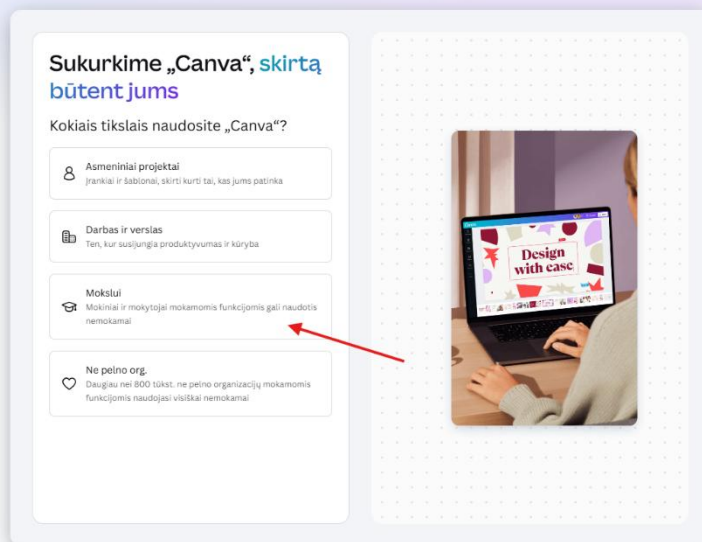 Sukurkime „Canva“, skirtą
būtent jums
Kokiais tikslais naudosite „Canva“?
Asmeniniai projektai
Įrankiai ir šablonai, skirti kurti tai, kas jums patinka
Darbas ir verslas
Ten, kur susijungia produktyvumas ir kūryba
Mokslui
Mokiniai ir mokytojai mokamomis funkcijomis gali naudotis
nemokamai
Ne pelno org.
Daugiau nei 800 tūkst. ne pelno organizacijų mokamomis
funkcijomis naudojasi visiškai nemokamai
Canva
Design
with ease